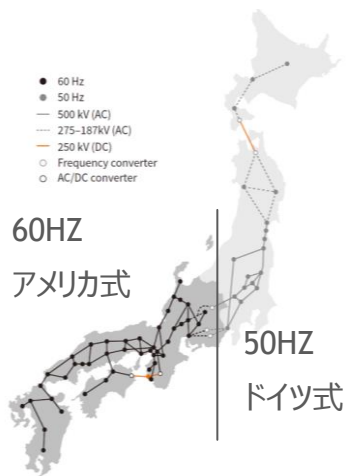 60 Hz
50 Hz
500 kV (AC)
275–187kV (AC)
250 kV (DC)
Frequency converter
AC/DC converter
60HZ
アメリカ式
50HZ
ドイツ式